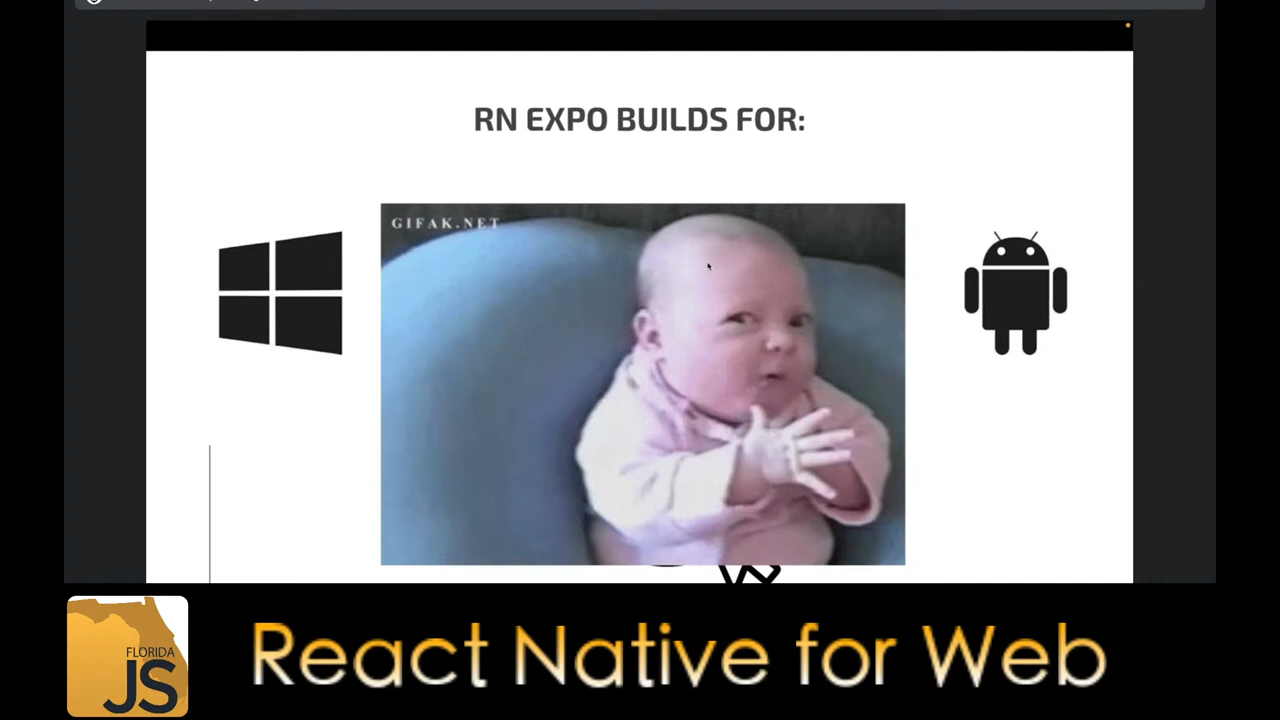 RN EXPO BUILDS FOR:
GIFAK.NET
FLORIDA
JS
React Native for Web